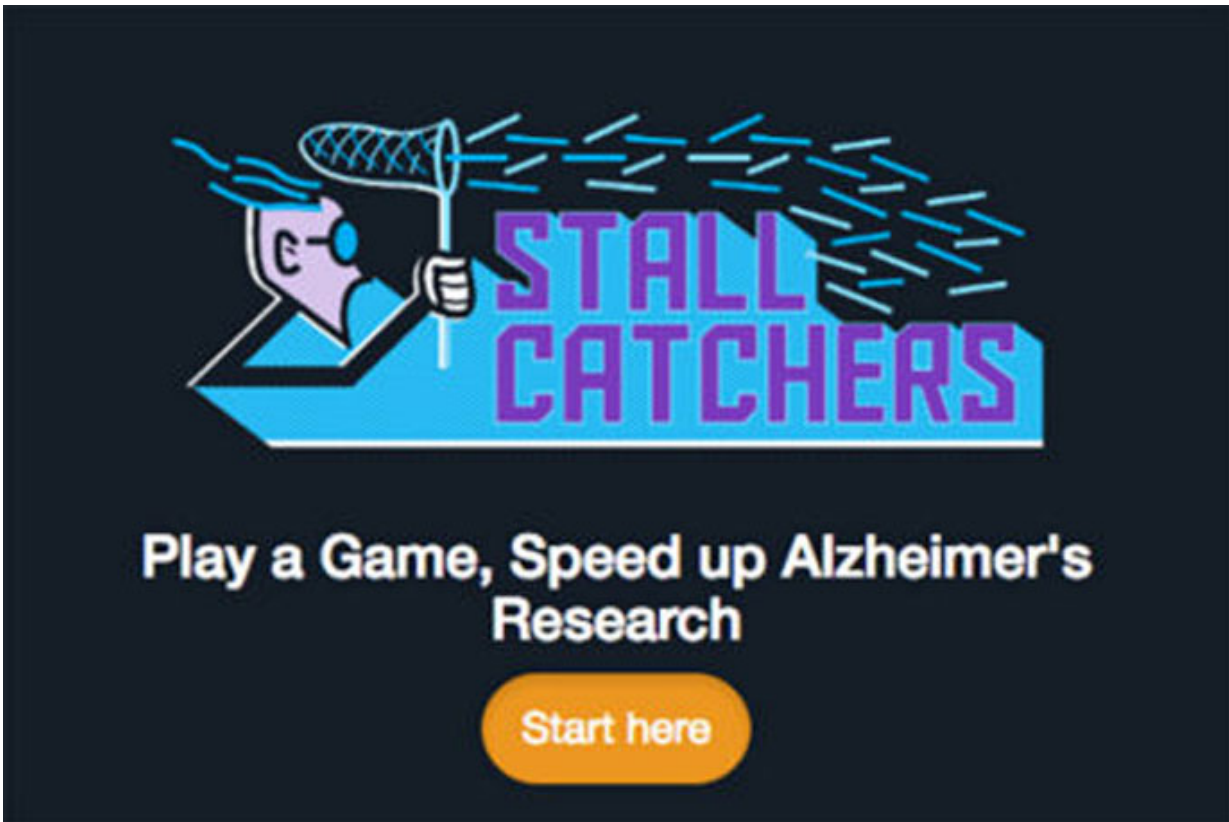 STALL
CATCHERS
Play a Game, Speed up Alzheimer's
Research
Start here